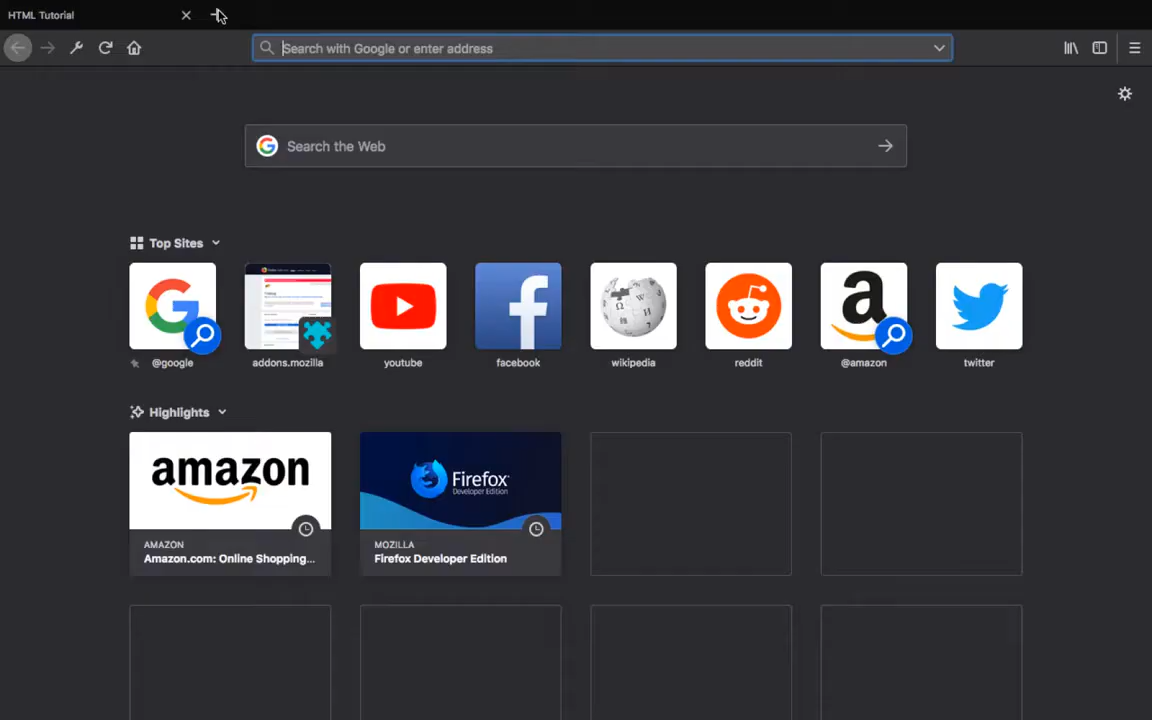 HTML Tutorial
Search with Google or enter address
Search the Web
Top Sites
@google
addons.mozilla
youtube
facebook
wikipedia
reddit
@amazon
twitter
Highlights
amazon
AMAZON
Amazon.com: Online Shopping...
Firefox
Developer Edition
MOZILLA
Firefox Developer Edition